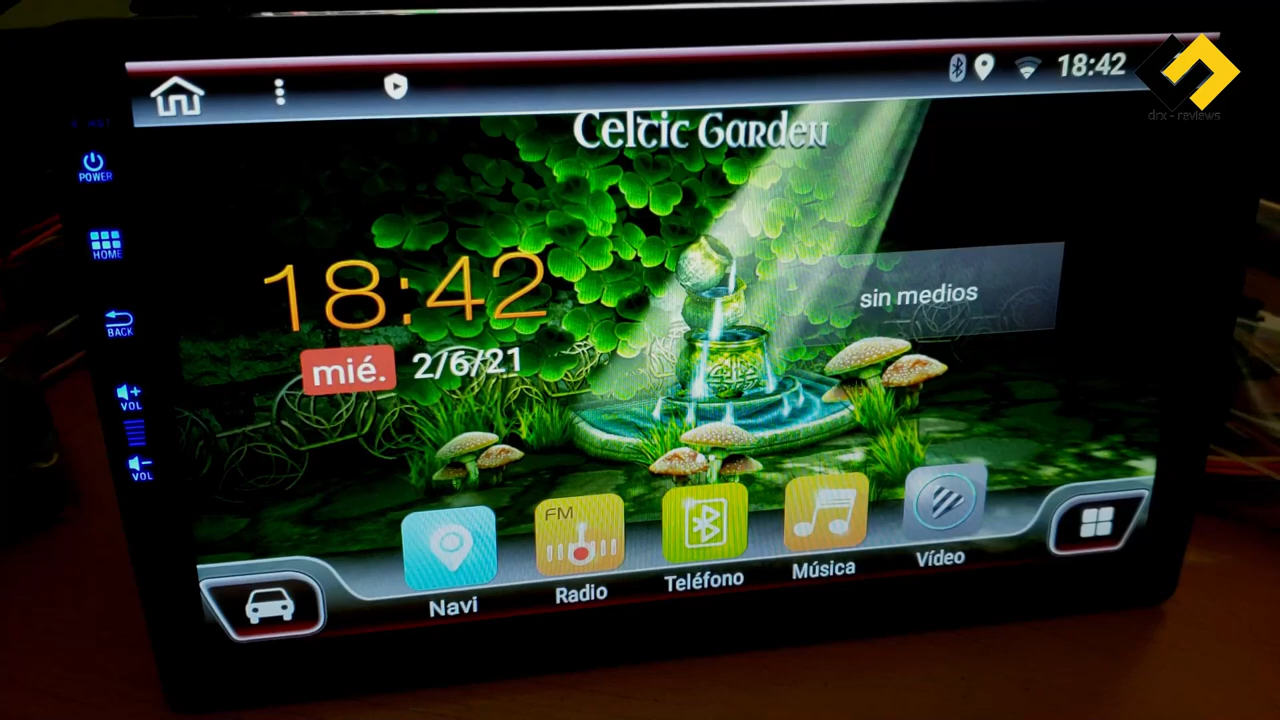 18:42
drx - reviews
Celtic Garden
POWER
HOME
BACK
VOL
VOL
18:42
mié. 2/6/21
sin medios
FM
Navi
Radio
Teléfono
Música
Vídeo